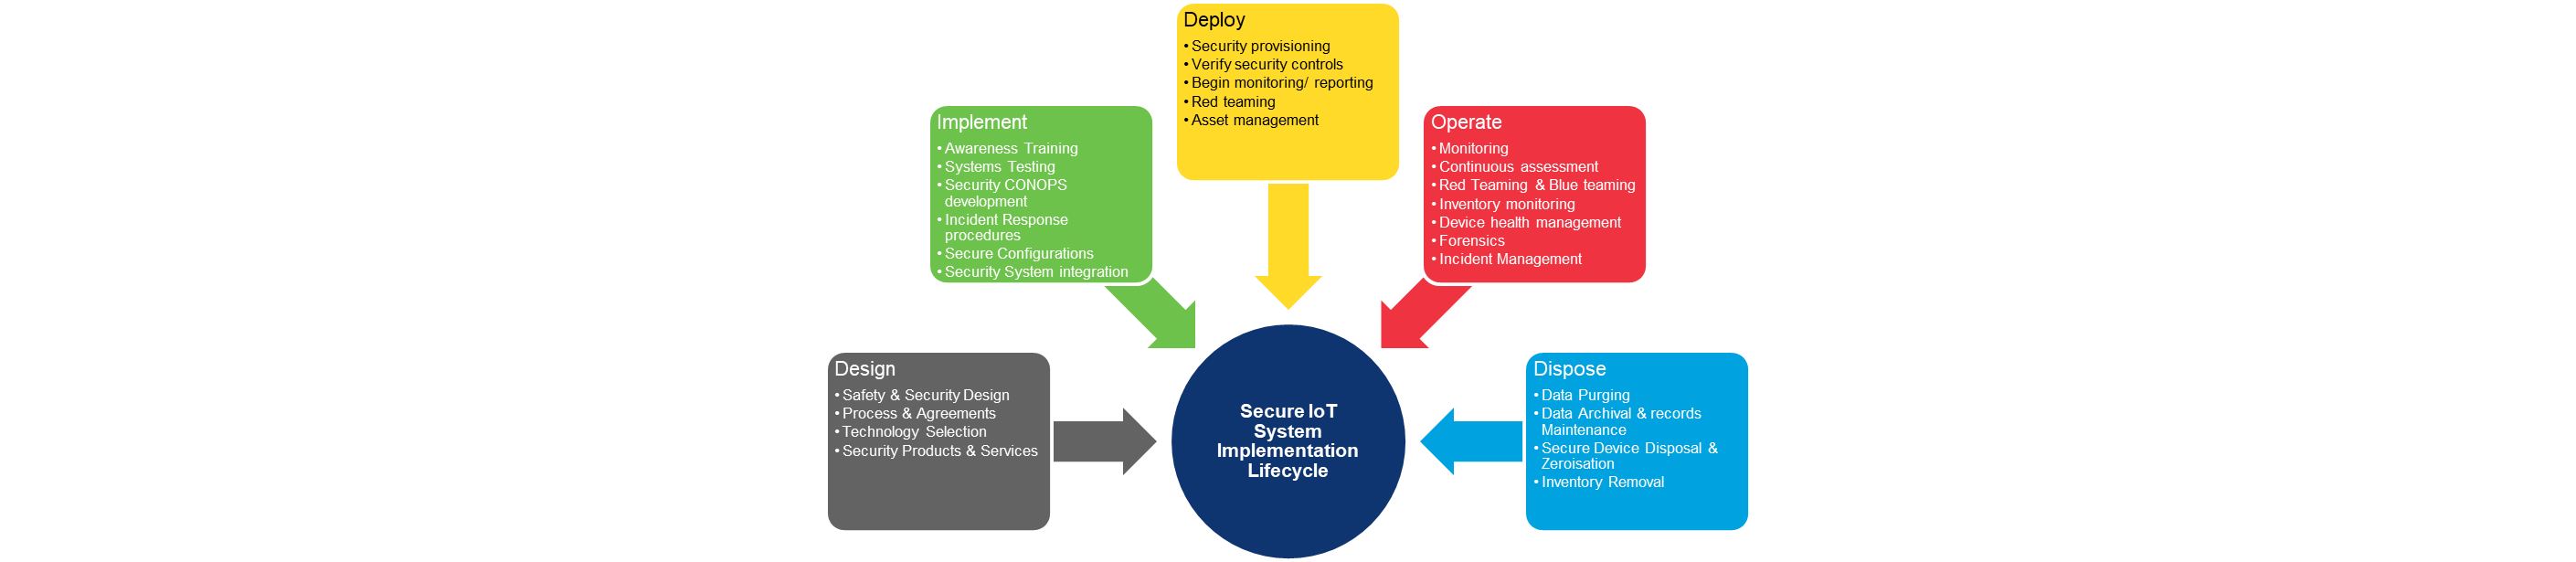 Deploy
• Security provisioning
• Verify security controls
• Begin monitoring/ reporting
• Red teaming
• Asset management
Implement
• Awareness Training
• Systems Testing
• Security CONOPS
development
• Incident Response
procedures
• Secure Configurations
• Security System integration
Operate
• Monitoring
• Continuous assessment
• Red Teaming & Blue teaming
• Inventory monitoring
• Device health management
• Forensics
• Incident Management
Design
• Safety & Security Design
• Process & Agreements
• Technology Selection
• Security Products & Services
Secure IoT
System
Implementation
Lifecycle
Dispose
• Data Purging
• Data Archival & records
Maintenance
• Secure Device Disposal &
Zeroisation
• Inventory Removal